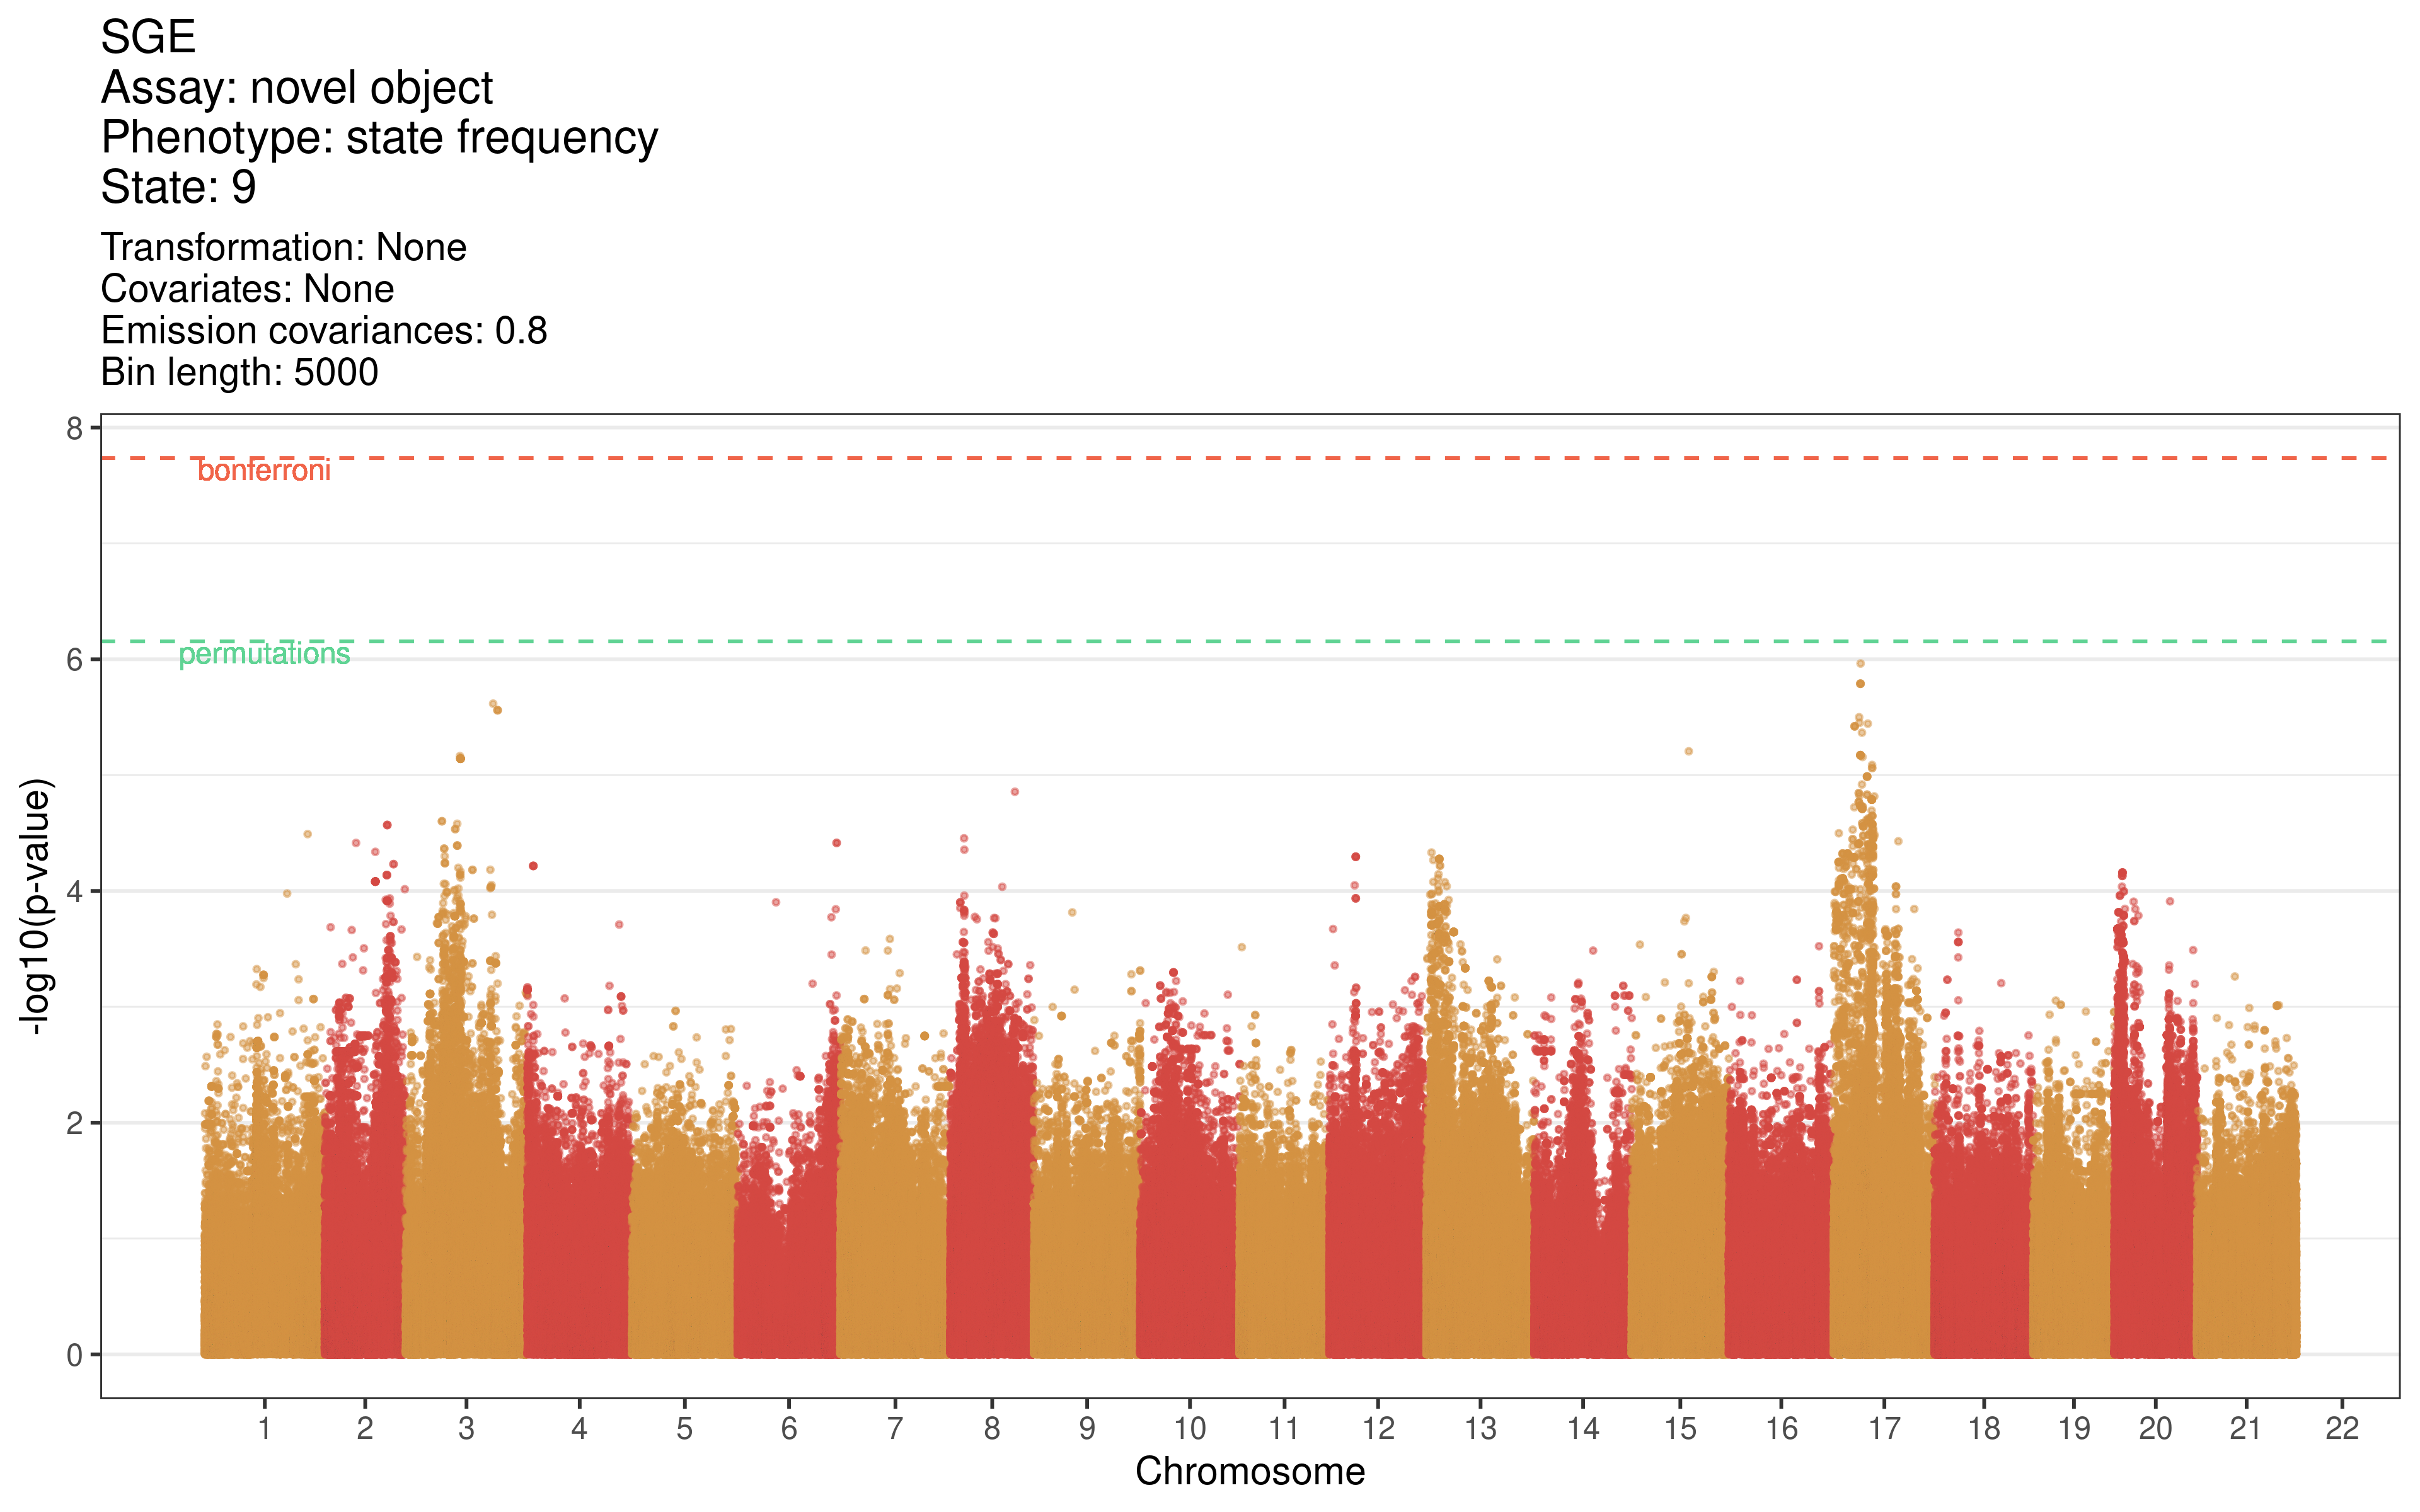 SGE
Assay: novel object
Phenotype: state frequency
State: 9
Transformation: None
Covariates: None
Emission covariances: 0.8
Bin length: 5000
8
bonferroni
permutations
6
4
2
0
-log10(p-value)
1 2 3 4 5 6 7 8 9 10 11 12 13 14 15 16 17 18 19 20 21 22
Chromosome